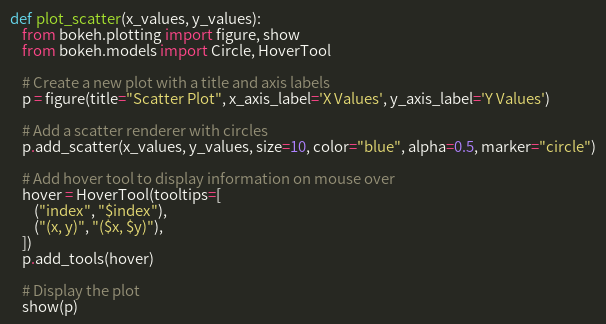 def plot_scatter(x_values, y_values):
    from bokeh.plotting import figure, show
    from bokeh.models import Circle, HoverTool

    # Create a new plot with a title and axis labels
    p = figure(title="Scatter Plot", x_axis_label='X Values', y_axis_label='Y Values')

    # Add a scatter renderer with circles
    p.add_scatter(x_values, y_values, size=10, color="blue", alpha=0.5, marker="circle")

    # Add hover tool to display information on mouse over
    hover = HoverTool(tooltips=[
        ("index", "$index"),
        ("(x, y)", "($x, $y)"),
    ])
    p.add_tools(hover)

    # Display the plot
    show(p)